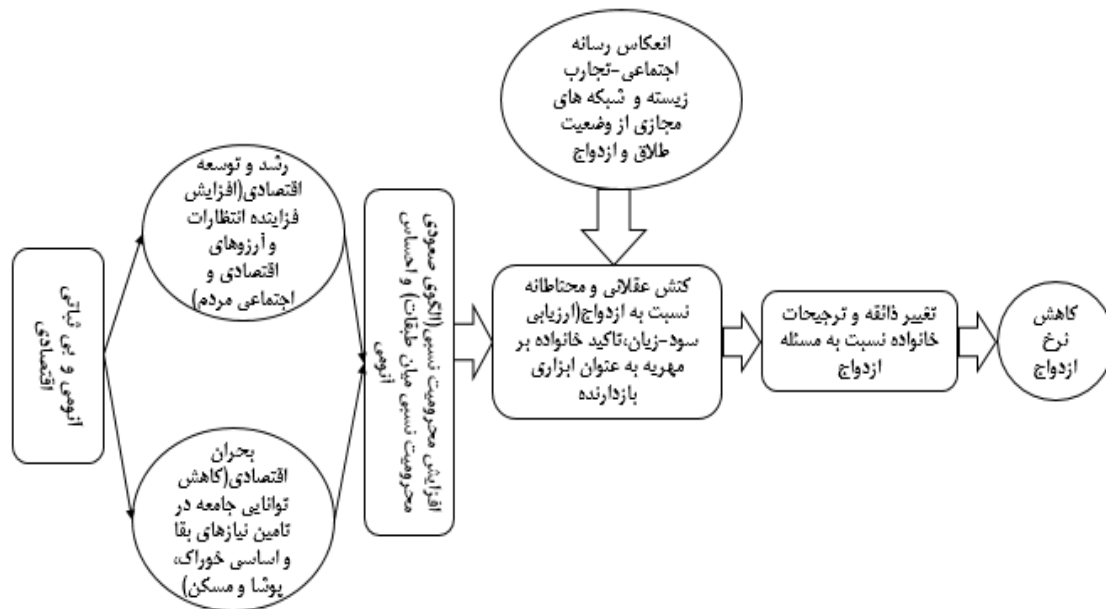 انعکاس رسانه
اجتماعی-تجارب
زیسته و شبکه های
مجازی از وضعیت
طلاق و ازدواج
آنومی و بی ثباتی
اقتصادی
رشد و توسعه
اقتصادی(افزایش
فزاینده انتظارات
و آرزوهای
اقتصادی و
اجتماعی مردم)
بحران
اقتصادی(کاهش
توانایی جامعه در
تامین نیازهای بقا
و اساسی خوراک،
پوشا و مسکن)
افزایش محرومیت نسبی(الگوی صعودی
محرومیت نسبی میان طبقات) و احساس
آنومی
کنش عقلانی و محتاطانه
نسبت به ازدواج(ارزیابی
سود-زیان،تاکید خانواده بر
مهریه به عنوان ابزاری
بازدارنده
تغییر ذائقه و ترجیحات
خانواده نسبت به مسئله
ازدواج
کاهش
نرخ
ازدواج